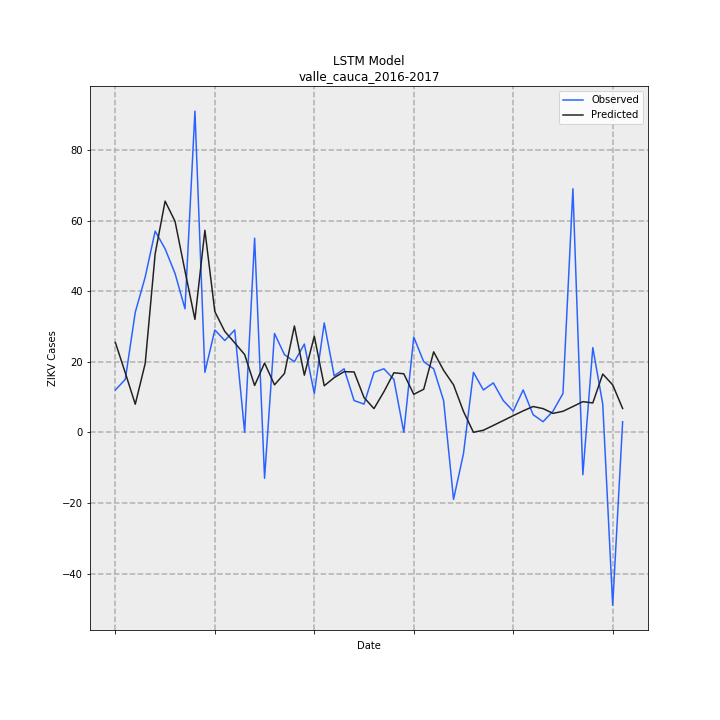 LSTM Model
valle_cauca_2016-2017
Observed
Predicted
80
60
40
20
0
−20
−40
ZIKV Cases
Date